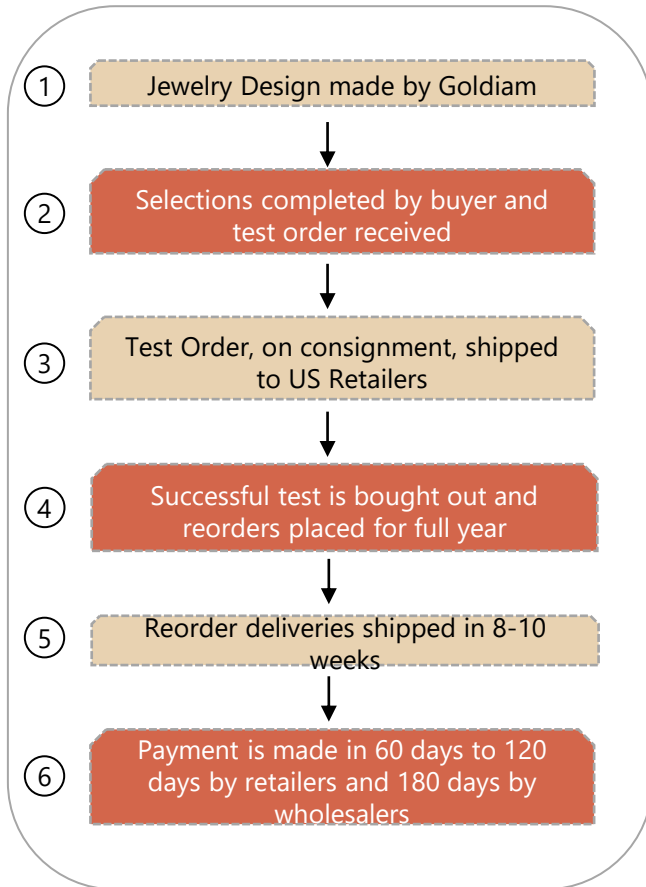 1
Jewelry Design made by Goldiam
2
Selections completed by buyer and
test order received
3
Test Order, on consignment, shipped
to US Retailers
4
Successful test is bought out and
reorders placed for full year
5
Reorder deliveries shipped in 8-10
weeks
6
Payment is made in 60 days to 120
days by retailers and 180 days by
wholesalers